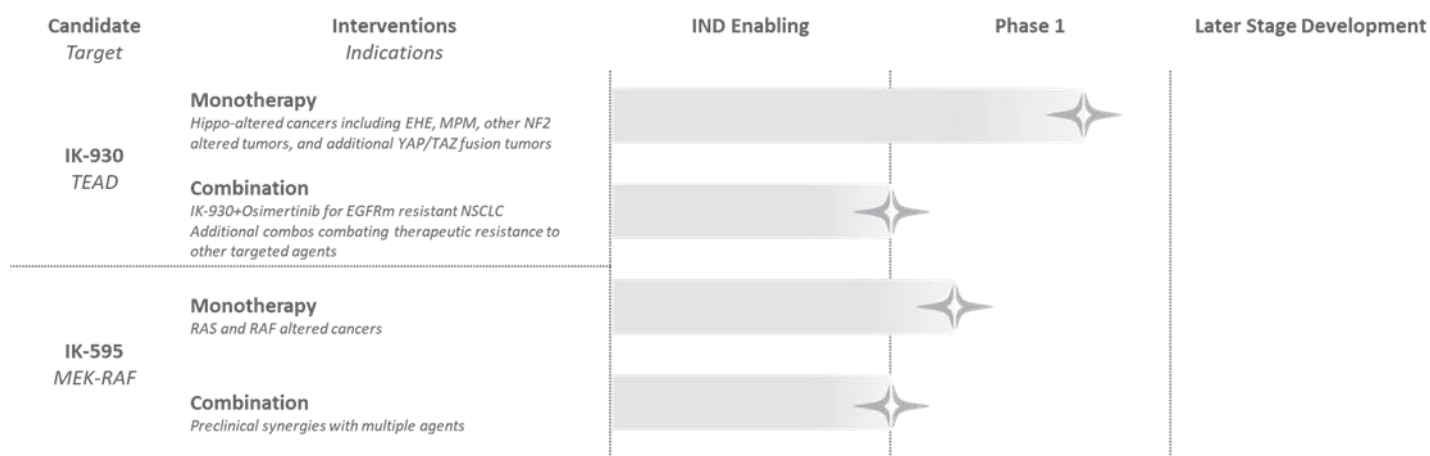 Candidate
Target
Interventions
Indications
IND Enabling
Phase 1
Later Stage Development
IK-930
TEAD
Monotherapy
Hippo-altered cancers including EHE, MPM, other NF2
altered tumors, and additional YAP/TAZ fusion tumors
Combination
IK-930+Osimertinib for EGFRm resistant NSCLC
Additional combos combating therapeutic resistance to
other targeted agents
IK-595
MEK-RAF
Monotherapy
RAS and RAF altered cancers
Combination
Preclinical synergies with multiple agents